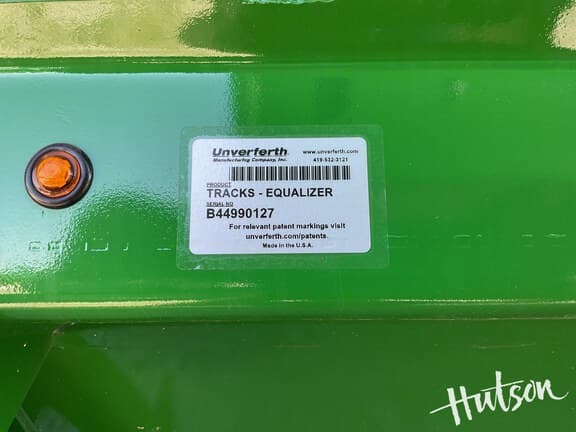 Unverferth www.unverferth.com
Manufacturing Company, Inc. 419-532-3121
PRODUCT
TRACKS - EQUALIZER
SERIAL NO
B44990127
For relevant patent markings visit
unverferth.com/patents.
Made in the U.S.A.
Hutson